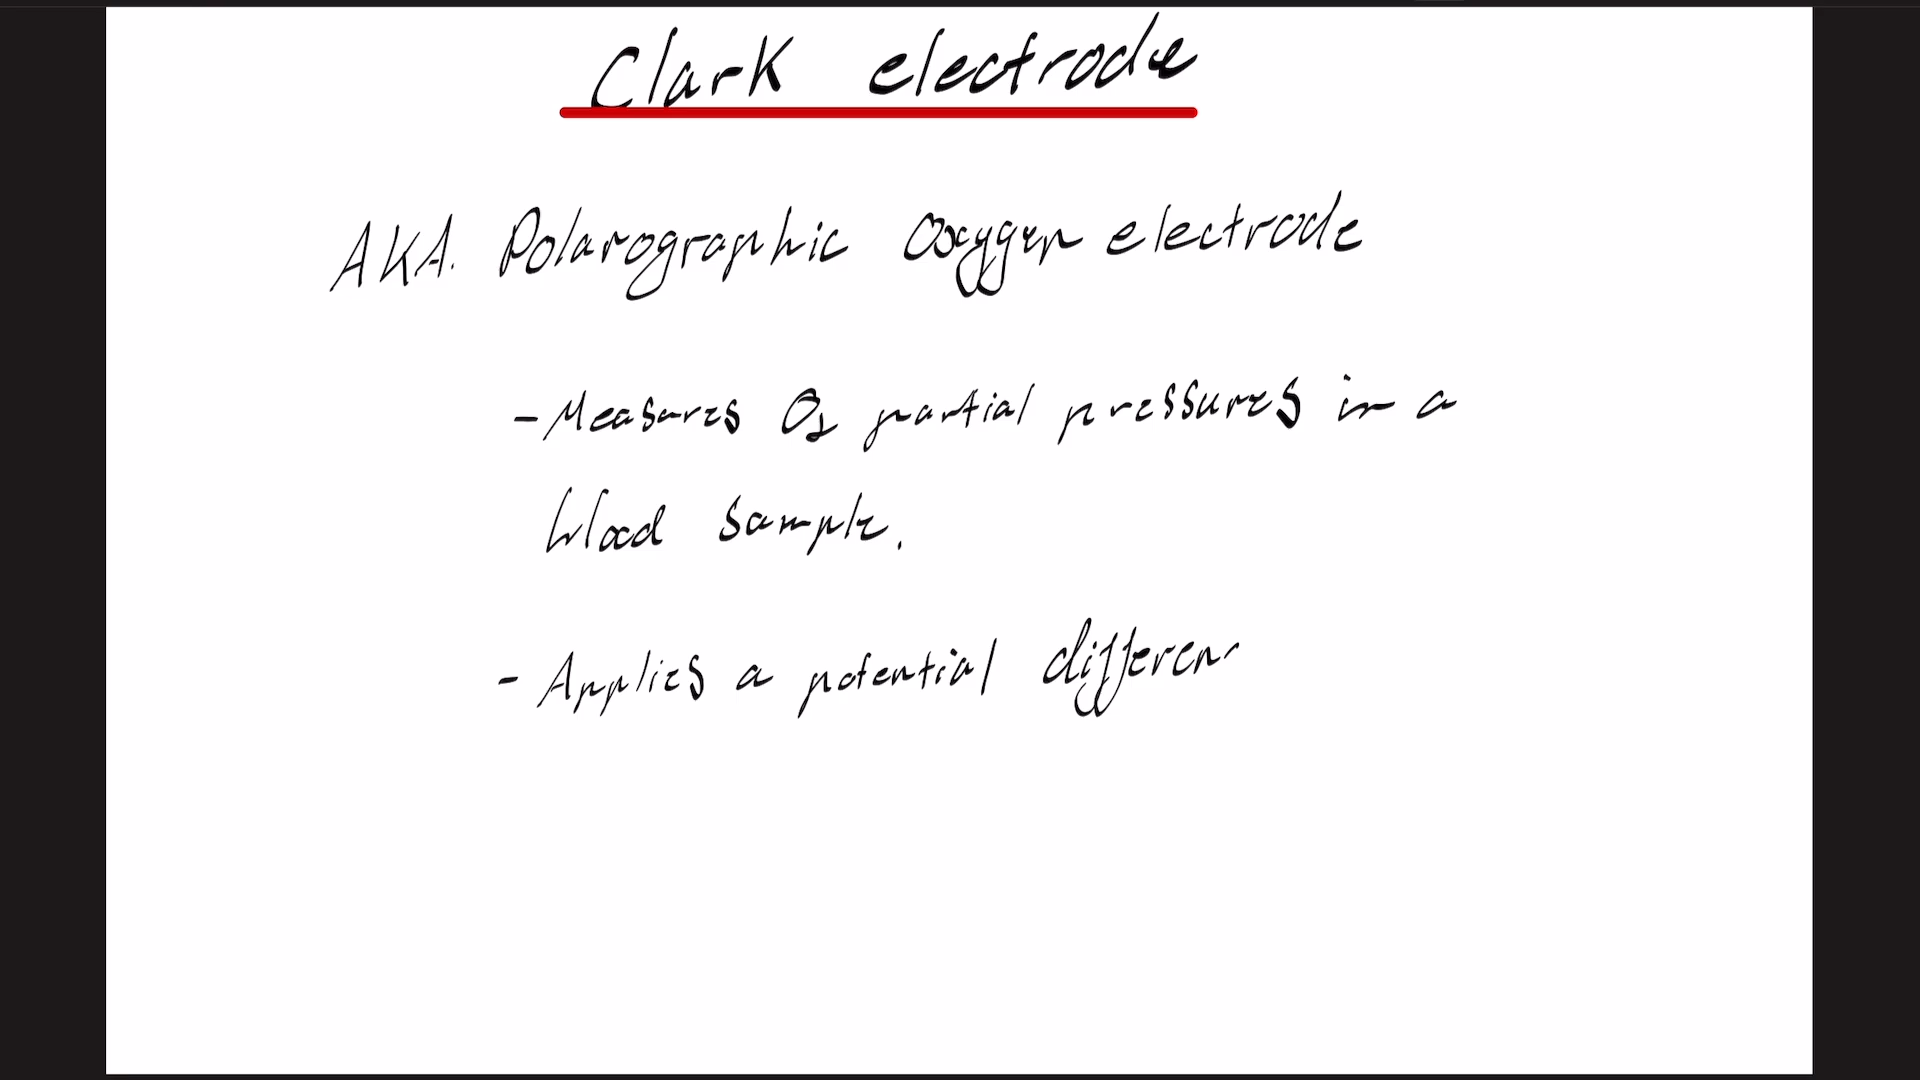 Clark electrode
AKA. Polarographic Oxygen electrode
- Measures O₂ partial pressures in a
blood sample.
- Applies a potential differen